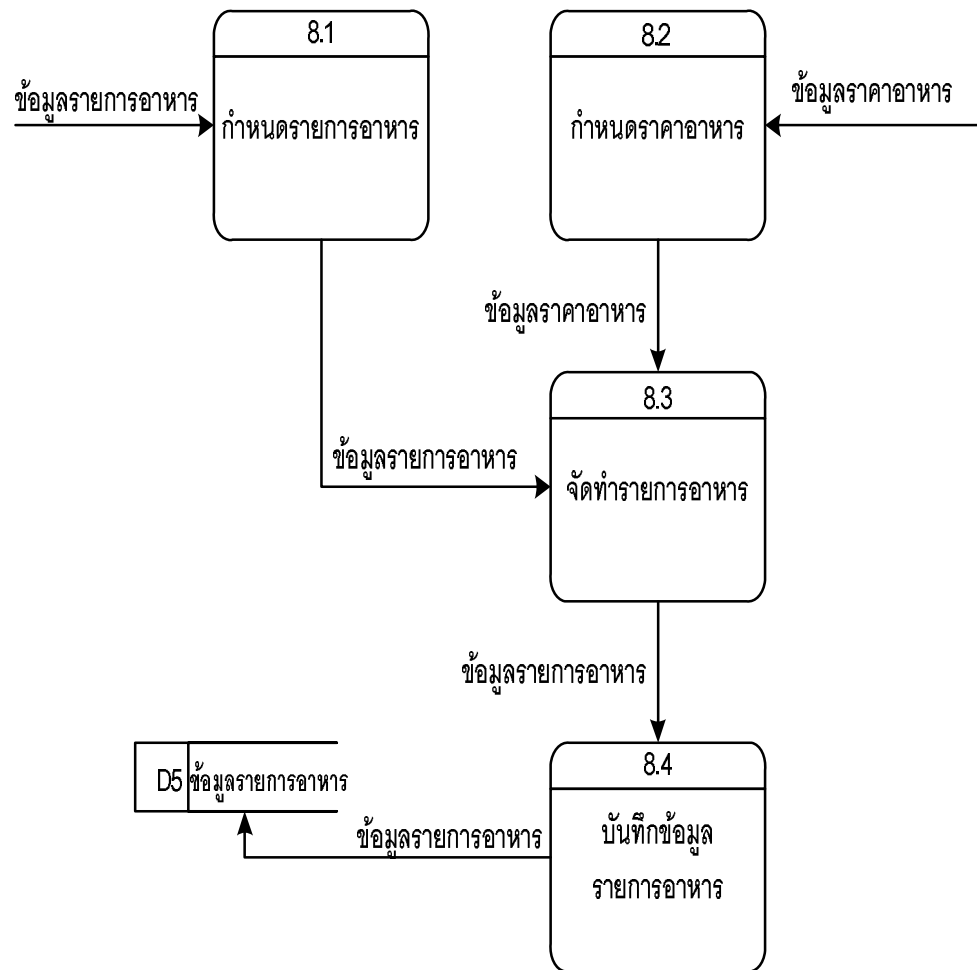 8.1
8.2
ข้อมูลรายการอาหาร
ข้อมูลราคาอาหาร
กำหนดรายการอาหาร
กำหนดราคาอาหาร
ข้อมูลราคาอาหาร
8.3
ข้อมูลรายการอาหาร
จัดทำรายการอาหาร
ข้อมูลรายการอาหาร
8.4
D5 ข้อมูลรายการอาหาร
ข้อมูลรายการอาหาร
บันทึกข้อมูล
รายการอาหาร